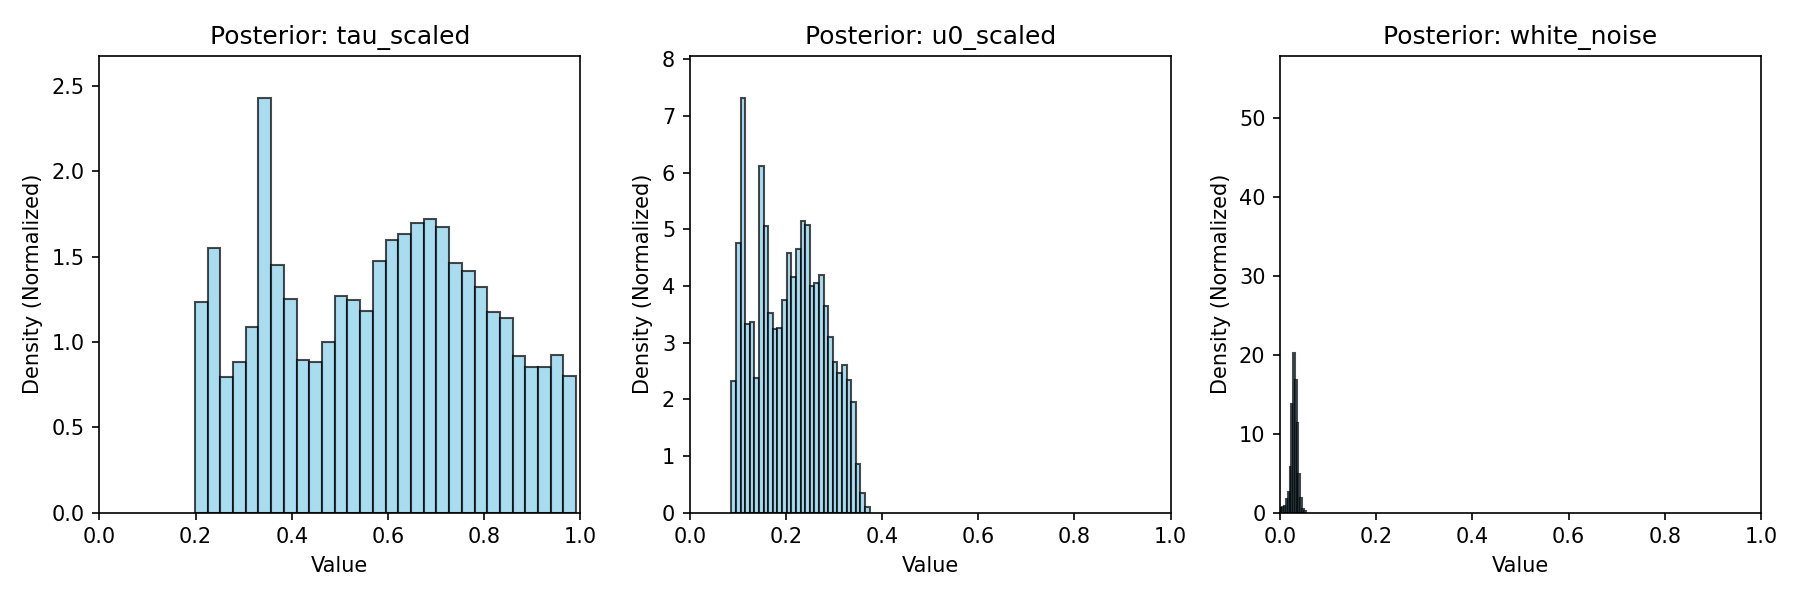 Posterior: tau_scaled
Density (Normalized)
2.5
2.0
1.5
1.0
0.5
0.0
0.0 0.2 0.4 0.6 0.8 1.0
Value
Posterior: u0_scaled
Density (Normalized)
8
7
6
5
4
3
2
1
0
0.0 0.2 0.4 0.6 0.8 1.0
Value
Posterior: white_noise
Density (Normalized)
50
40
30
20
10
0
0.0 0.2 0.4 0.6 0.8 1.0
Value